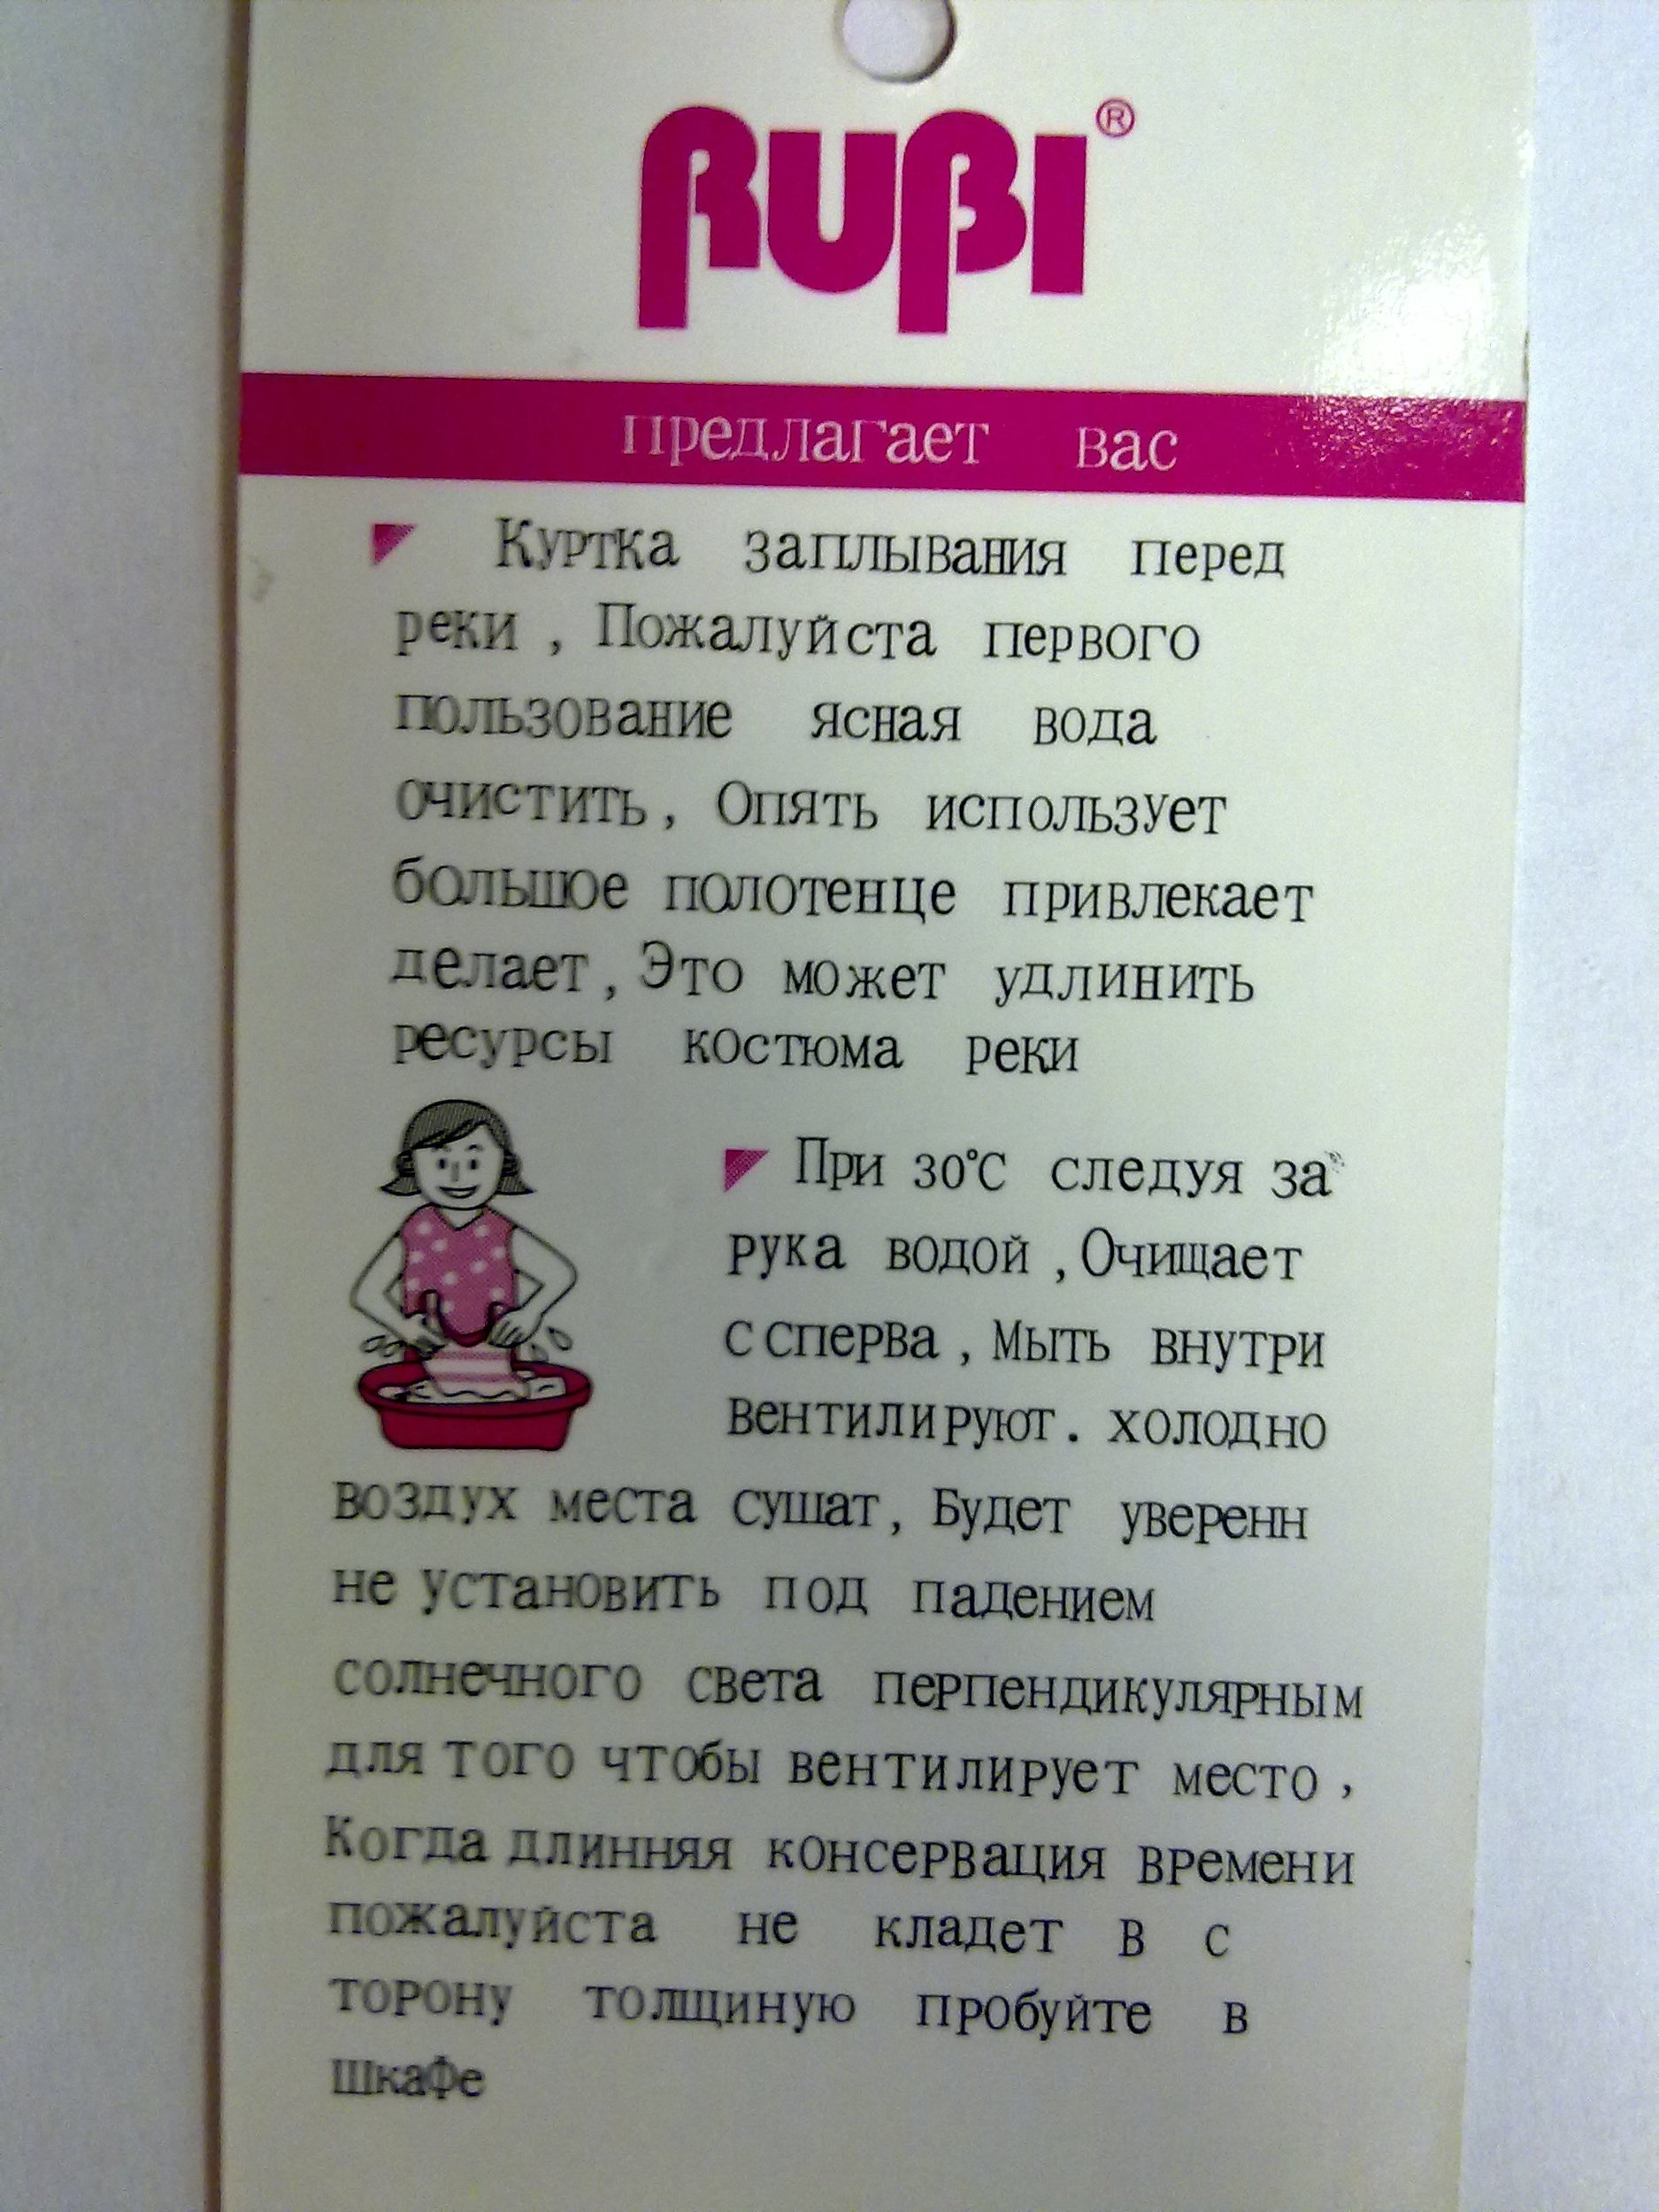 RUBI®
предлагает вас
Куртка заплывания перед
реки , Пожалуйста первого
пользование ясная вода
очистить, Опять использует
большое полотенце привлекает
делает, Это может удлинить
ресурсы костюма реки
При 30℃ следуя за
рука водой ,Очищает
с сперва , Мыть внутри
вентилируют. холодно
воздух места сушат, Будет уверенн
не установить под падением
солнечного света перпендикулярным
для того чтобы вентилирует место ,
Когда длинняя консервация времени
пожалуйста не кладет в с
торону толщиную пробуйте в
шкафе